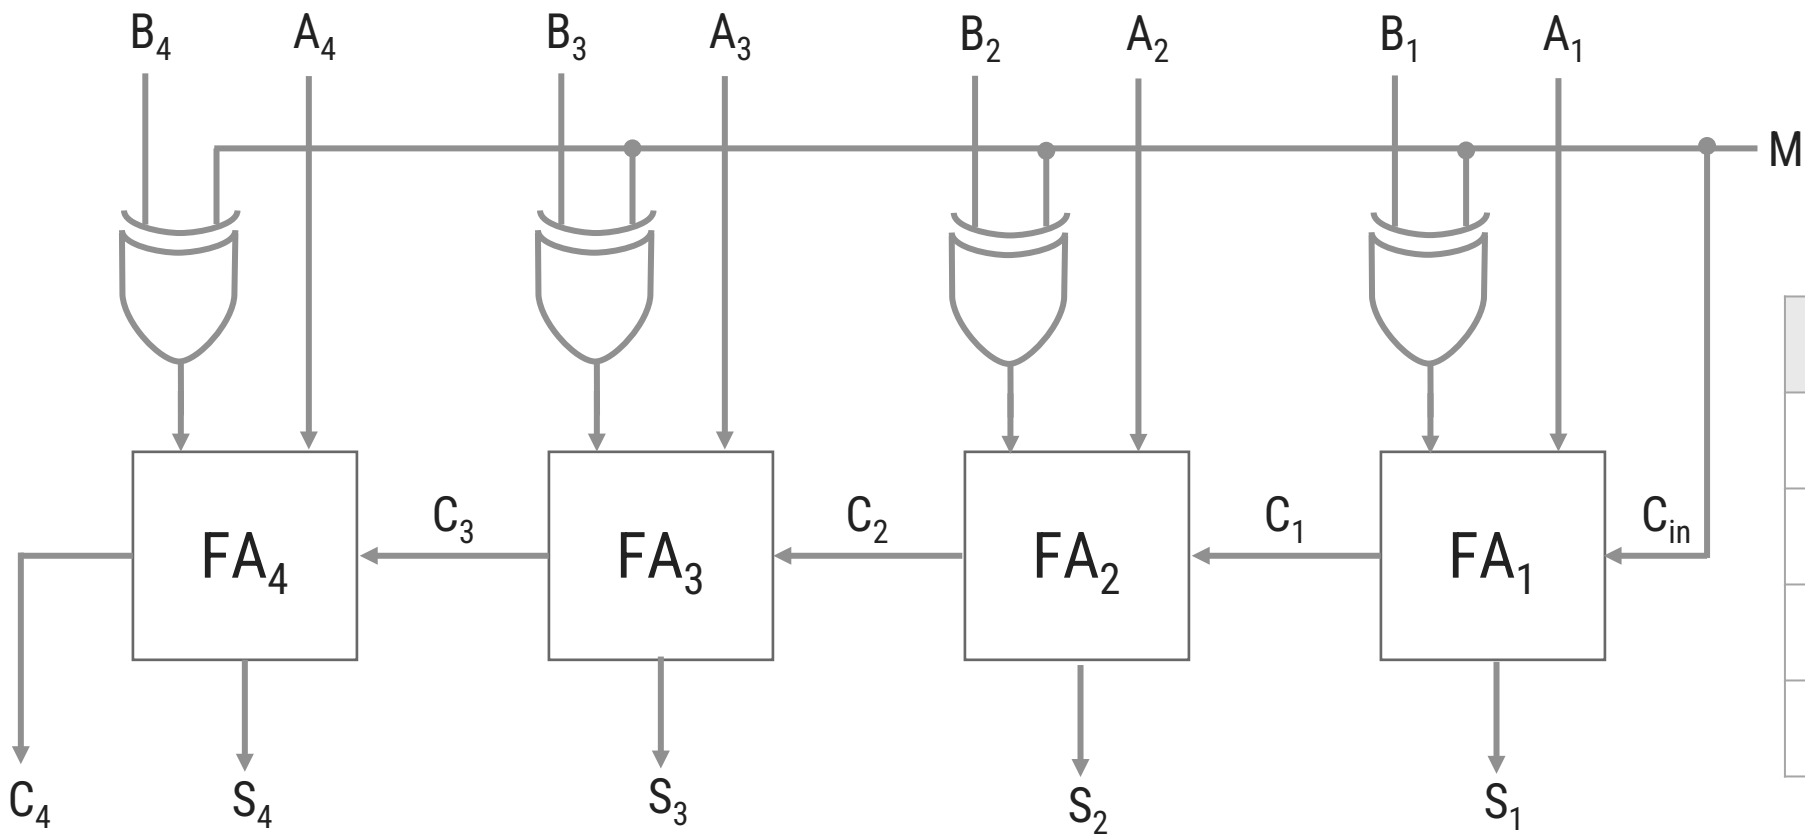 B4 A4 B3 A3 B2 A2 B1 A1
M
C3 C2 C1 Cin
FA4 FA3 FA2 FA1
C4 S4 S3 S2 S1